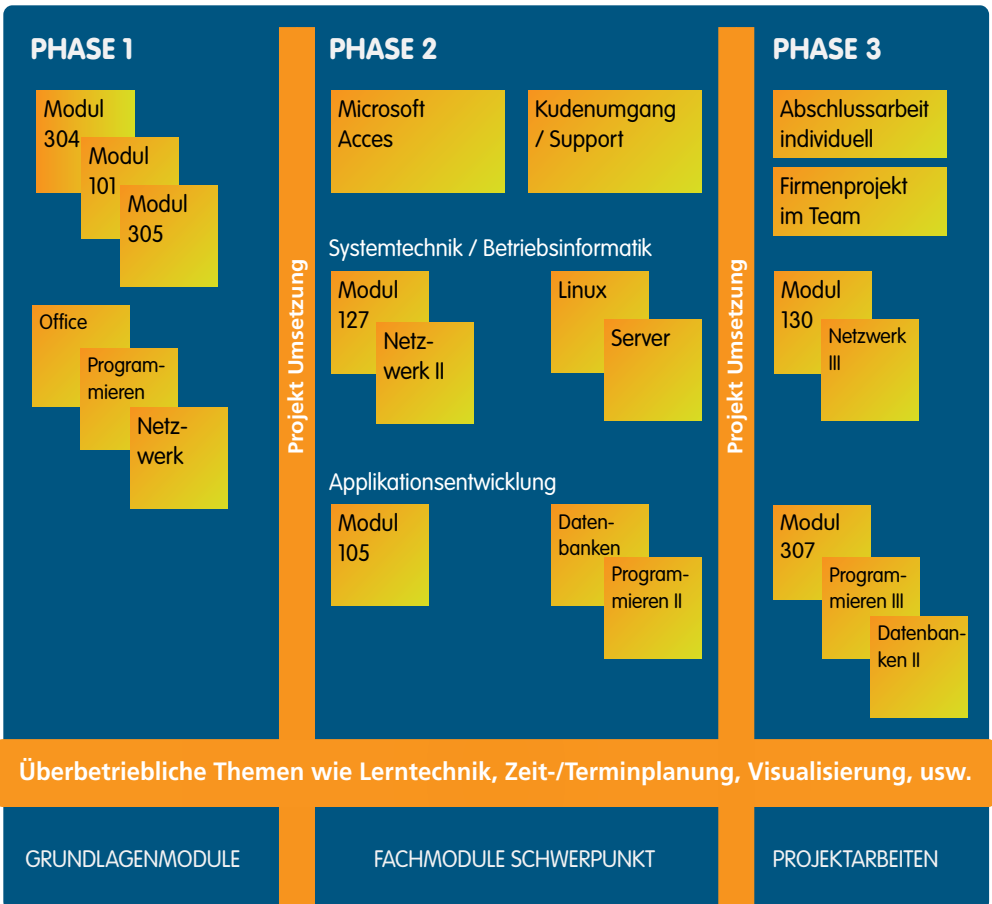 PHASE 1
Modul
304
Modul
101
Modul
305
Office
Program-
mieren
Netz-
werk
Projekt Umsetzung
PHASE 2
Microsoft
Acces
Kudenumgang
/ Support
Systemtechnik / Betriebsinformatik
Modul
127
Netz-
werk II
Linux
Server
Applikationsentwicklung
Modul
105
Daten-
banken
Program-
mieren II
Projekt Umsetzung
PHASE 3
Abschlussarbeit
individuell
Firmenprojekt
im Team
Modul
130
Netzwerk
III
Modul
307
Program-
mieren III
Datenban-
ken II
Überbetriebliche Themen wie Lerntechnik, Zeit-/Terminplanung, Visualisierung, usw.
GRUNDLAGENMODULE
FACHMODULE SCHWERPUNKT
PROJEKTARBEITEN